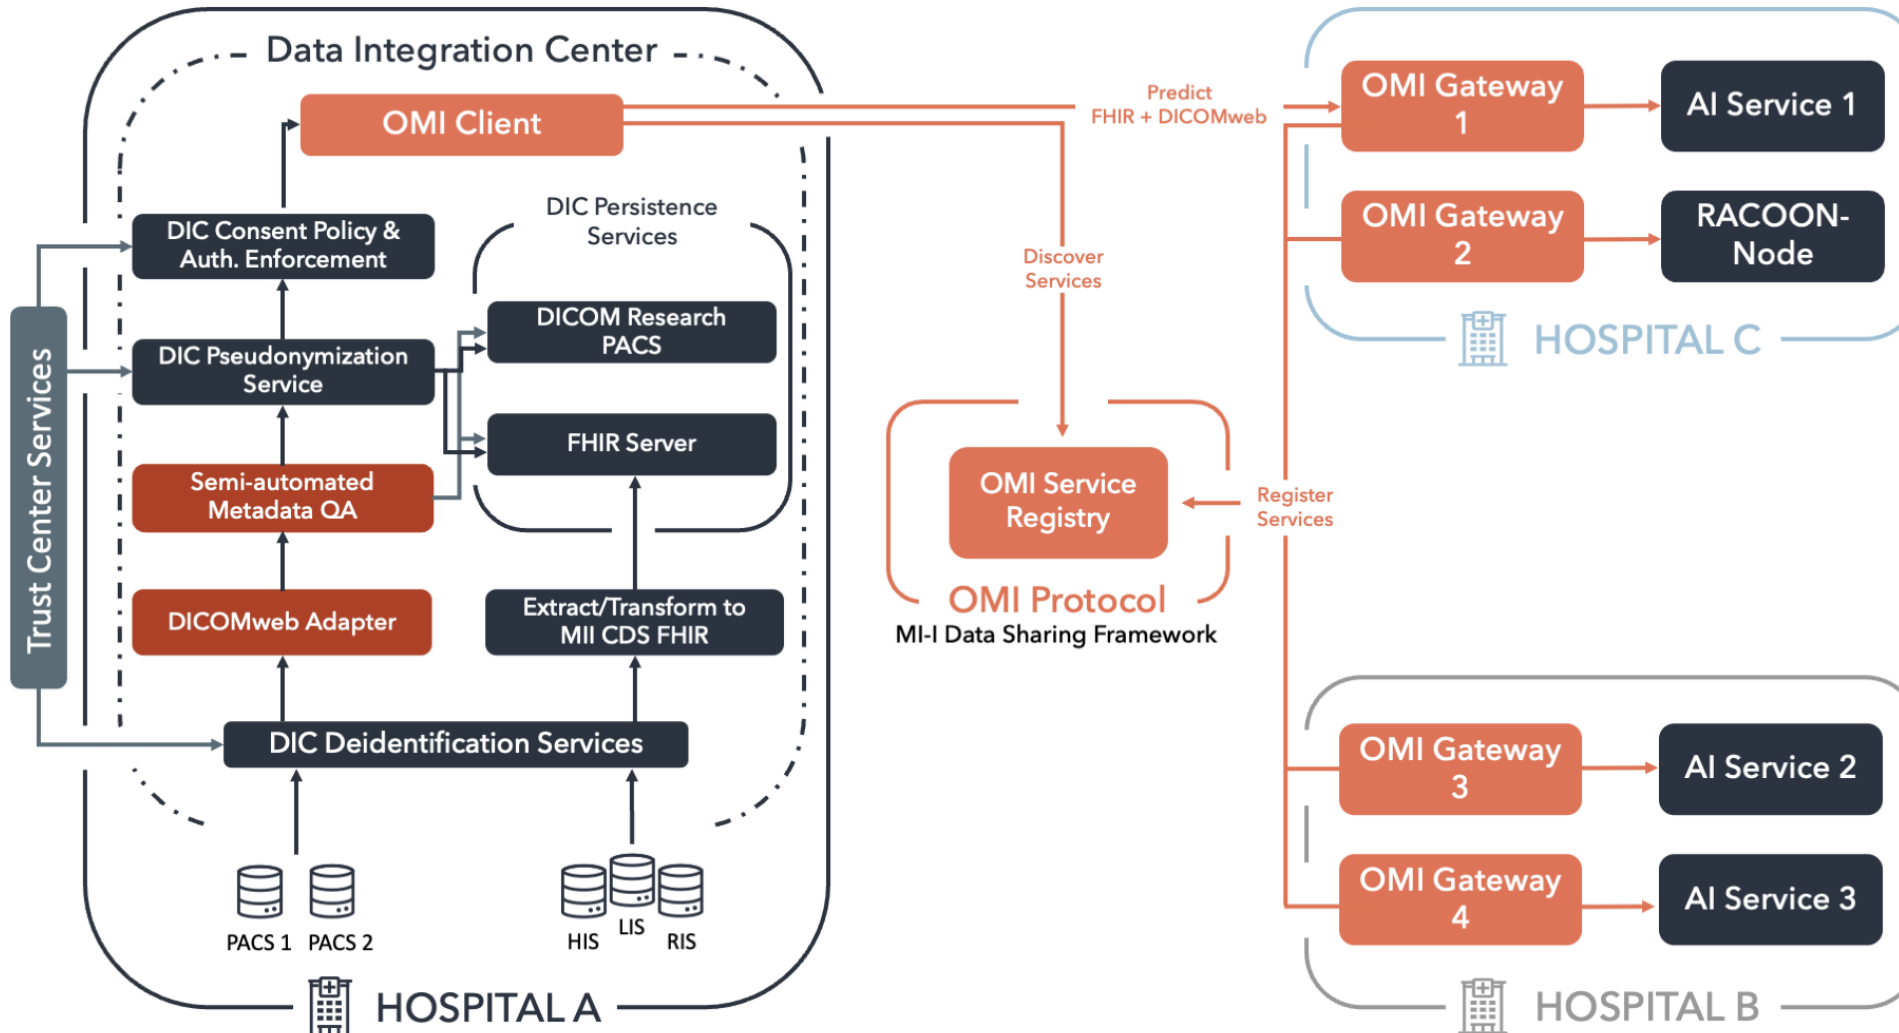 Data Integration Center
OMI Client
DIC Consent Policy &
Auth. Enforcement
DIC Persistence
Services
DICOM Research
PACS
DIC Pseudonymization
Service
FHIR Server
Semi-automated
Metadata QA
DICOMweb Adapter
Extract/Transform to
MII CDS FHIR
DIC Deidentification Services
Trust Center Services
PACS 1
PACS 2
HIS
LIS
RIS
HOSPITAL A
Predict
FHIR + DICOMweb
Discover
Services
OMI Service
Registry
OMI Protocol
MI-I Data Sharing Framework
Register
Services
OMI Gateway
1
AI Service 1
OMI Gateway
2
RACOON-
Node
HOSPITAL C
OMI Gateway
3
AI Service 2
OMI Gateway
4
AI Service 3
HOSPITAL B